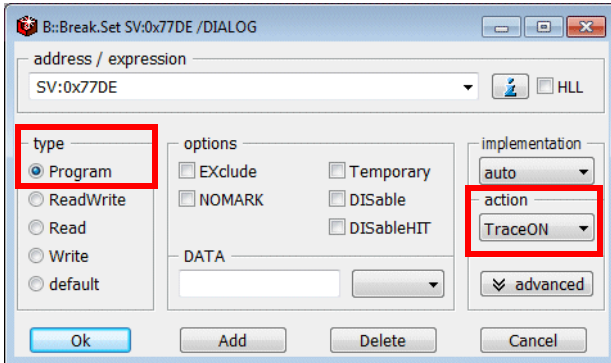 B::Break.Set SV:0x77DE /DIALOG
address / expression
SV:0x77DE
i
HLL
type
options
implementation
Program
EXclude
Temporary
auto
ReadWrite
NOMARK
DISable
action
Read
DISableHIT
TraceON
Write
DATA
default
advanced
Ok
Add
Delete
Cancel